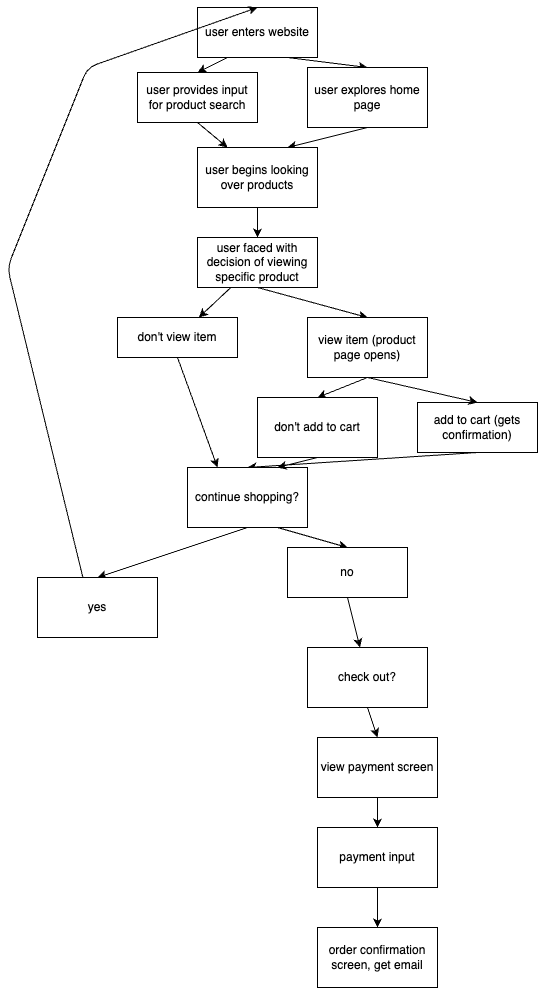 user enters website
user provides input
for product search
user explores home
page
user begins looking
over products
user faced with
decision of viewing
specific product
don't view item
view item (product
page opens)
don't add to cart
add to cart (gets
confirmation)
continue shopping?
no
yes
check out?
view payment screen
payment input
order confirmation
screen, get email